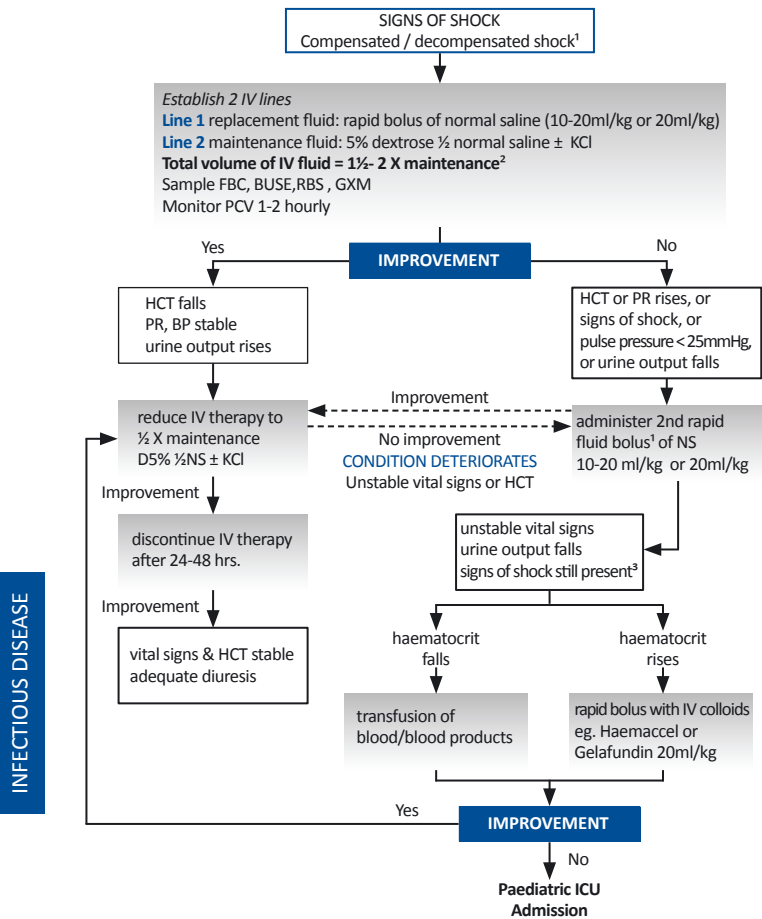 SIGNS OF SHOCK
Compensated / decompensated shock¹
Establish 2 IV lines
Line 1 replacement fluid: rapid bolus of normal saline (10-20ml/kg or 20ml/kg)
Line 2 maintenance fluid: 5% dextrose ½ normal saline ± KCl
Total volume of IV fluid = 1½- 2 X maintenance²
Sample FBC, BUSE,RBS , GXM
Monitor PCV 1-2 hourly
Yes
IMPROVEMENT
No
HCT falls
PR, BP stable
urine output rises
HCT or PR rises, or
signs of shock, or
pulse pressure < 25mmHg,
or urine output falls
reduce IV therapy to
½ X maintenance
D5% ½NS ± KCl
Improvement
No improvement
CONDITION DETERIORATES
Unstable vital signs or HCT
administer 2nd rapid
fluid bolus¹ of NS
10-20 ml/kg or 20ml/kg
Improvement
discontinue IV therapy
after 24-48 hrs.
unstable vital signs
urine output falls
signs of shock still present³
Improvement
vital signs & HCT stable
adequate diuresis
haematocrit
falls
haematocrit
rises
transfusion of
blood/blood products
rapid bolus with IV colloids
eg. Haemaccel or
Gelafundin 20ml/kg
Yes
IMPROVEMENT
No
Paediatric ICU
Admission
INFECTIOUS DISEASE